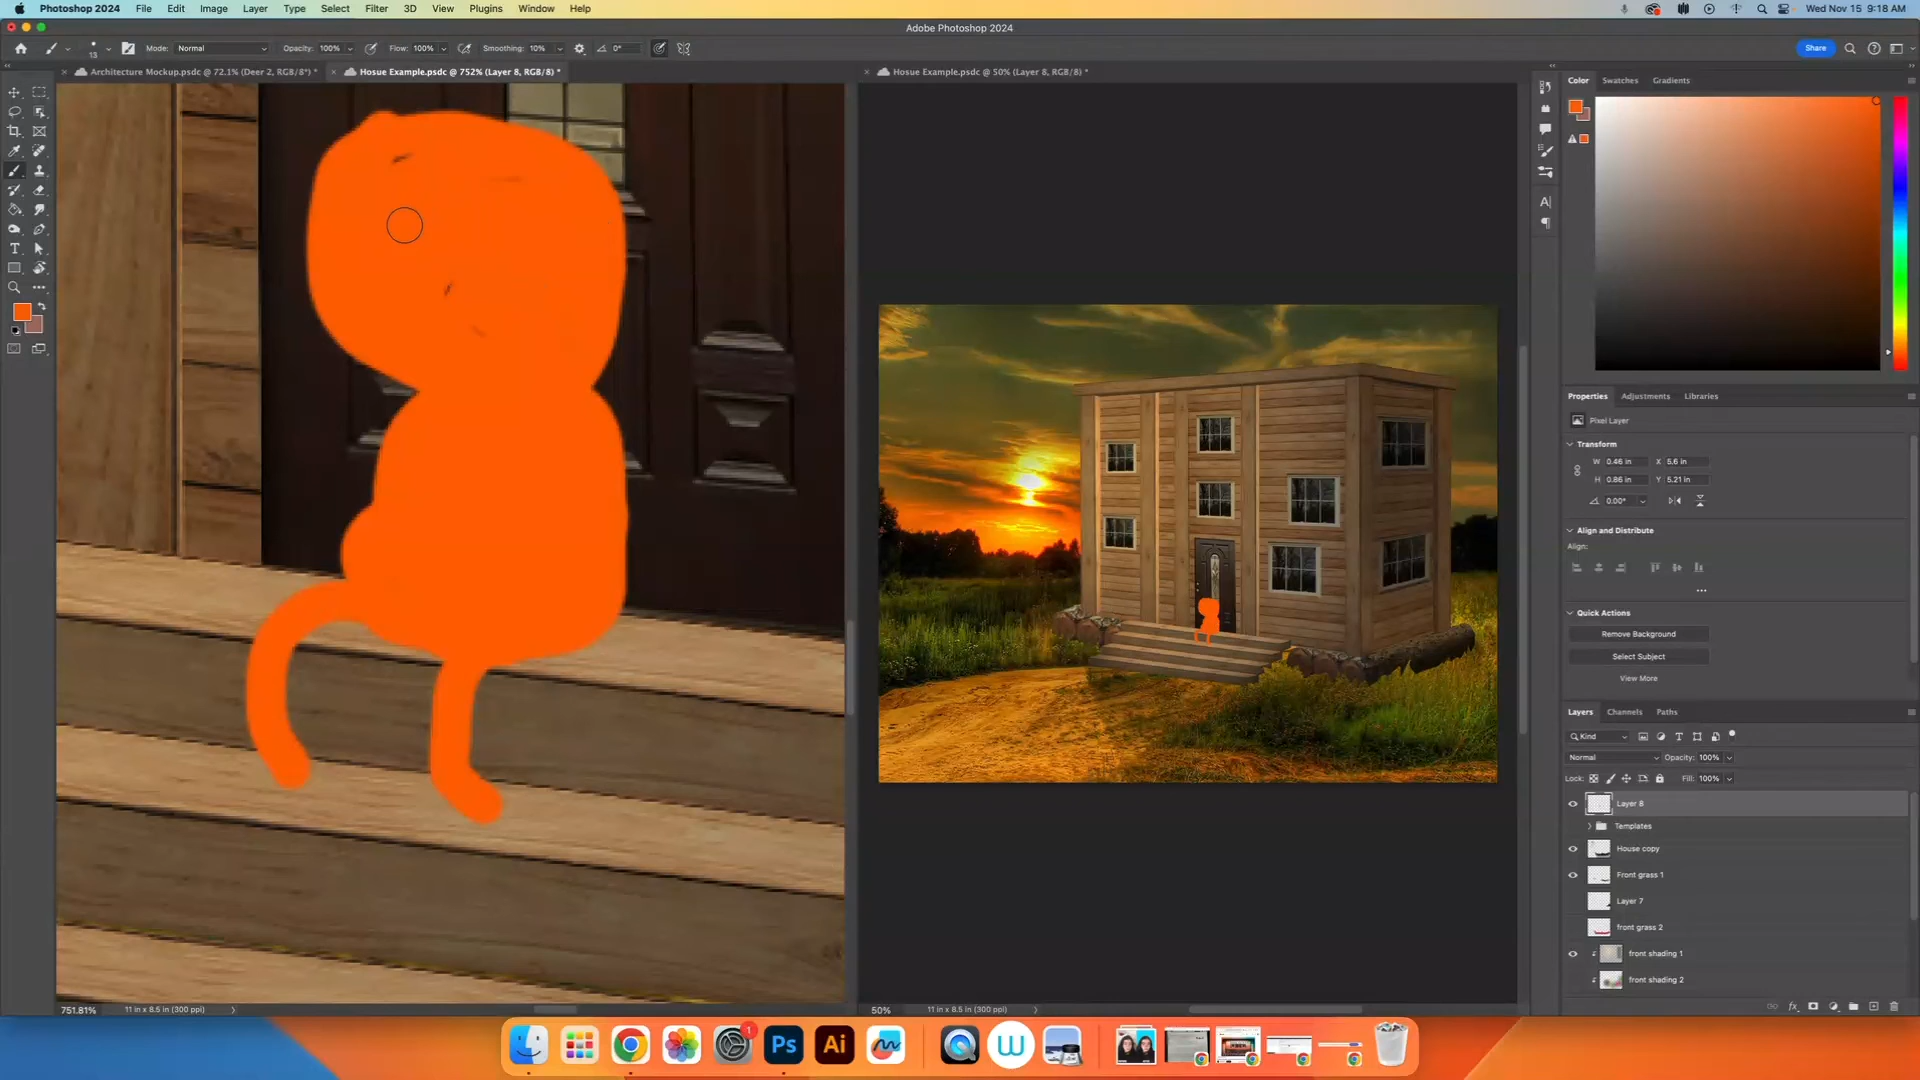 Photoshop 2024 File Edit Image Layer Type Select Filter 3D View Plugins Window Help Wed Nov 15 9:18 AM
Adobe Photoshop 2024
13 Mode: Normal Opacity: 100% Flow: 100% Smoothing: 10% 0° Share
Architecture Mockup.psdc @ 72.1% (Deer 2, RGB/8*) * Hosue Example.psdc @ 752% (Layer 8, RGB/8) * Hosue Example.psdc @ 50% (Layer 8, RGB/8) *
Color Swatches Gradients
Properties Adjustments Libraries
Pixel Layer
Transform
W 0.46 in X 5.6 in
H 0.86 in Y 5.21 in
0.00°
Align and Distribute
Align:
Quick Actions
Remove Background
Select Subject
View More
Layers Channels Paths
Kind
Normal Opacity: 100%
Lock: Fill: 100%
Layer 8
Templates
House copy
Front grass 1
Layer 7
front grass 2
front shading 1
front shading 2
751.81% 11 in x 8.5 in (300 ppi) 50% 11 in x 8.5 in (300 ppi)
1
Ps Ai